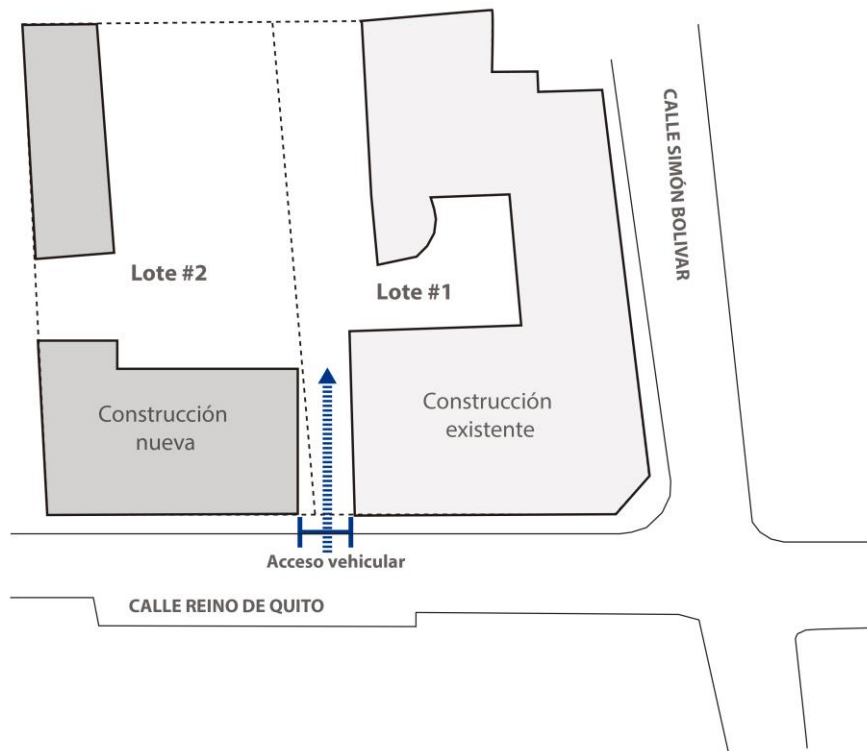 CALLE SIMÓN BOLIVAR
Lote #2
Lote #1
Construcción
nueva
Construcción
existente
Acceso vehicular
CALLE REINO DE QUITO